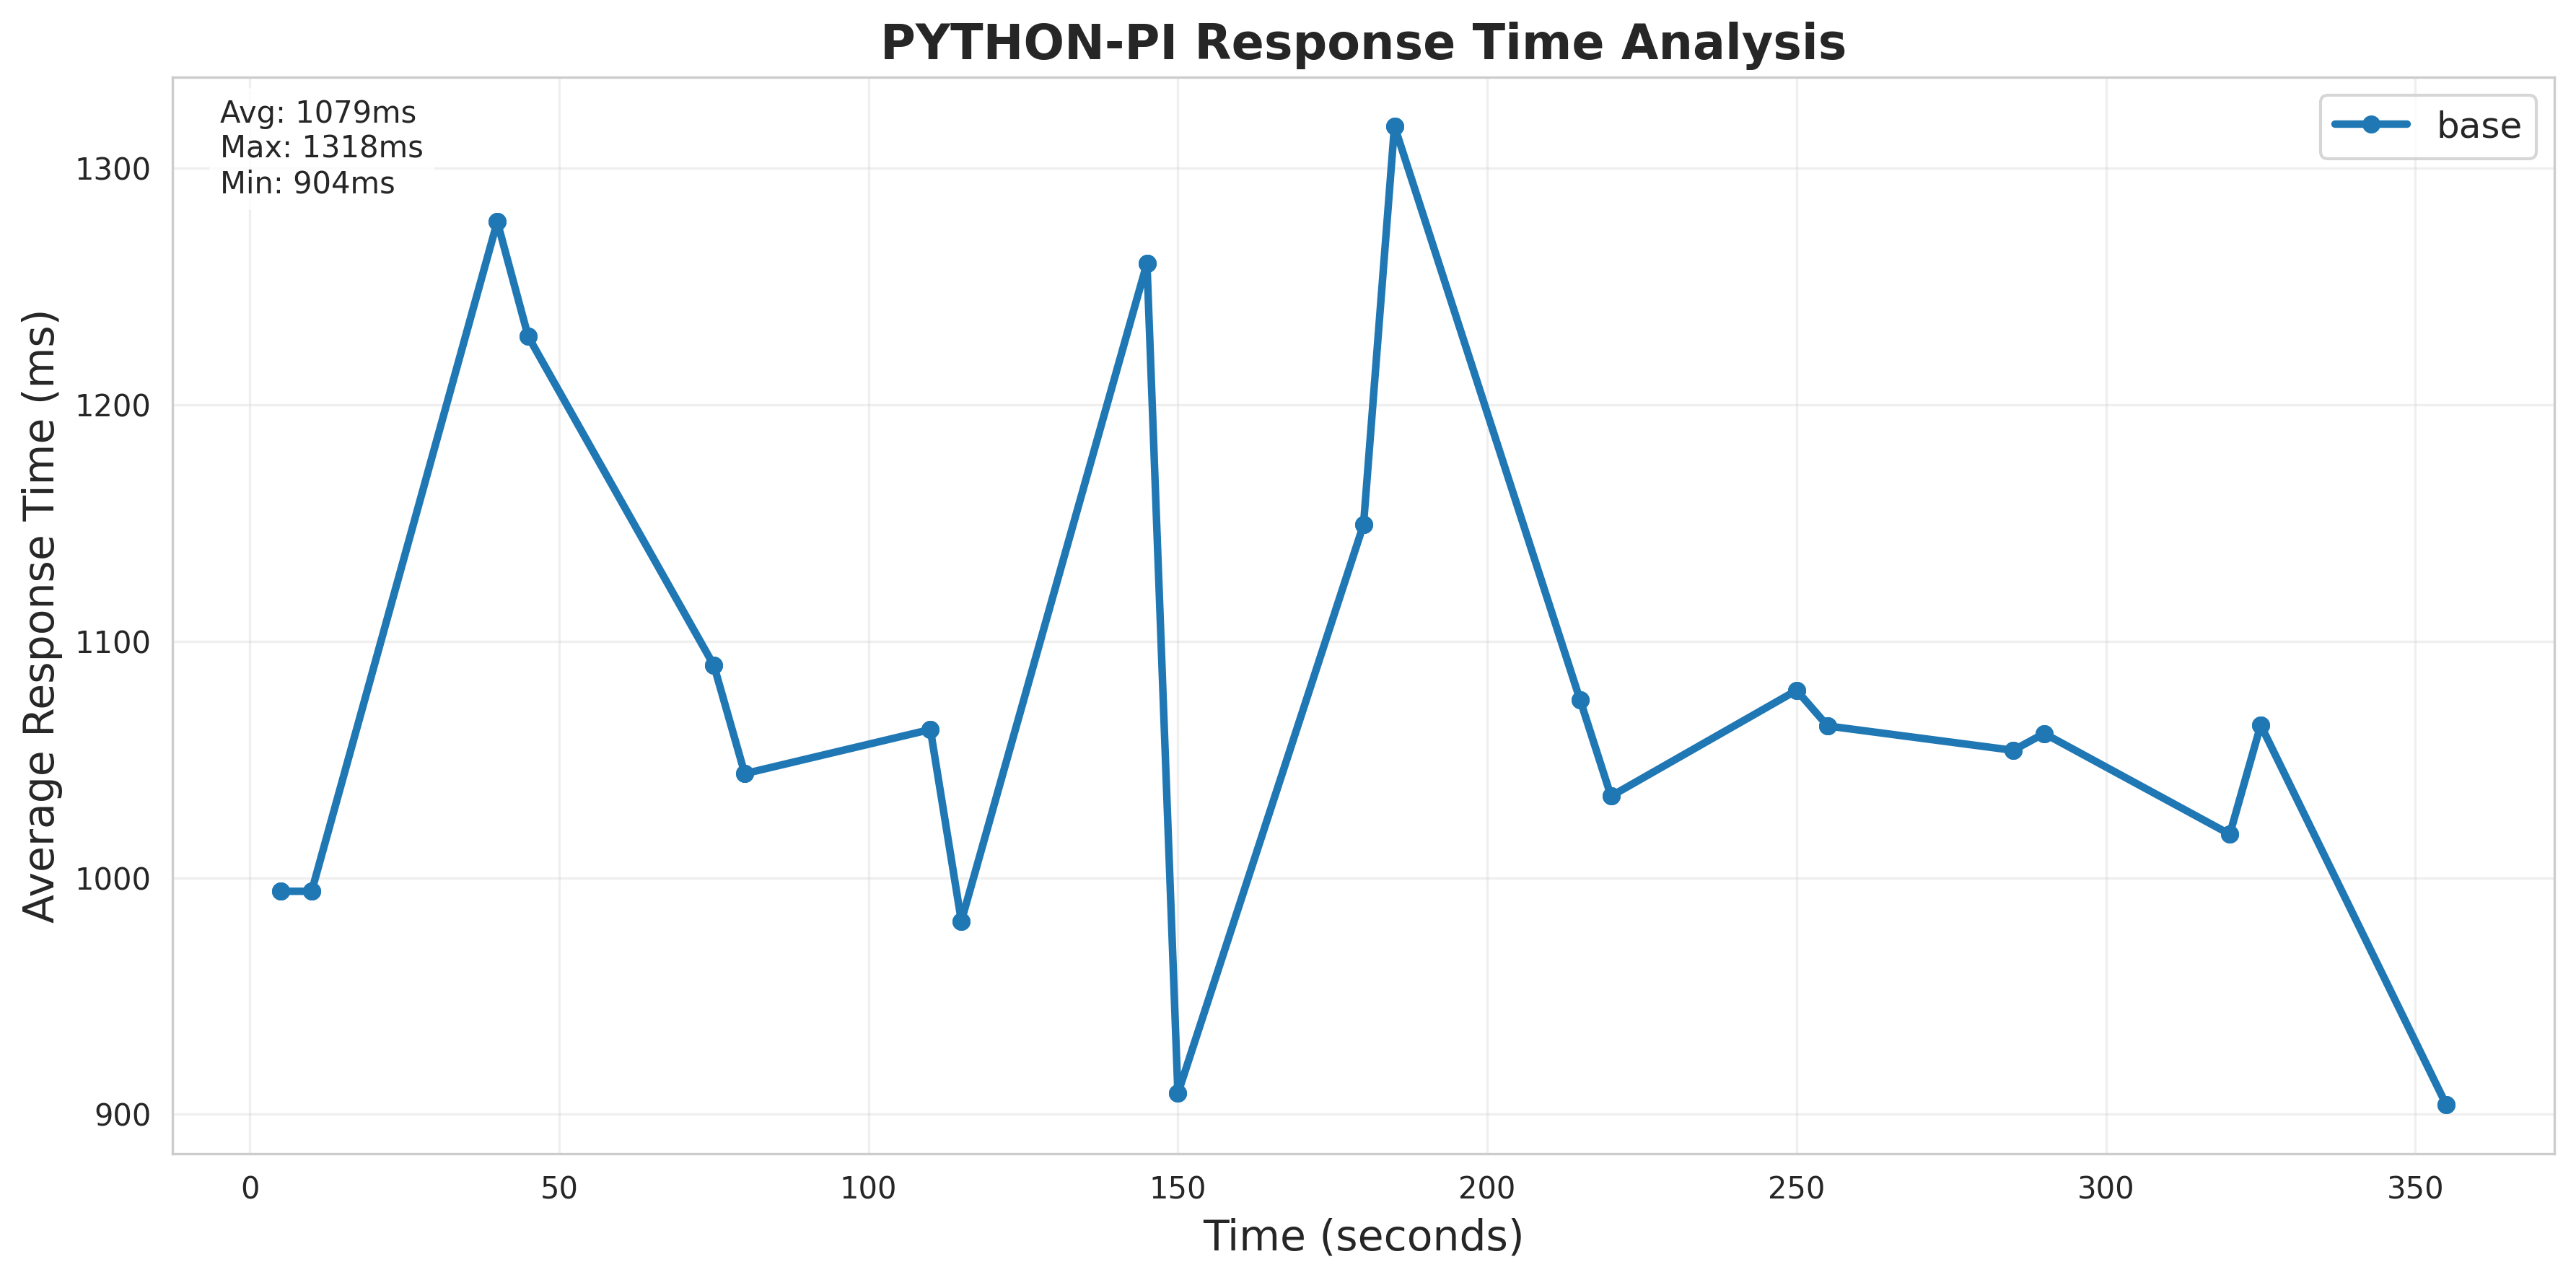 PYTHON-PI Response Time Analysis
Avg: 1079ms
Max: 1318ms
Min: 904ms
base
Average Response Time (ms)
1300
1200
1100
1000
900
0 50 100 150 200 250 300 350
Time (seconds)